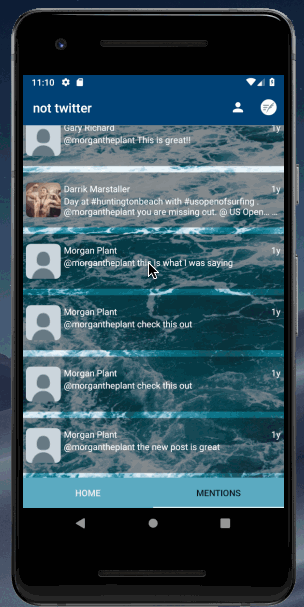 11:10
not twitter
Gary Richard 1y
@morgantheplant This is great!!
Darrik Marstaller 1y
Day at #huntingtonbeach with #usopenofsurfing .
@morgantheplant you are missing out. @ US Open... ...
Morgan Plant 1y
@morgantheplant this is what I was saying
Morgan Plant 1y
@morgantheplant check this out
Morgan Plant 1y
@morgantheplant check this out
Morgan Plant 1y
@morgantheplant the new post is great
HOME MENTIONS